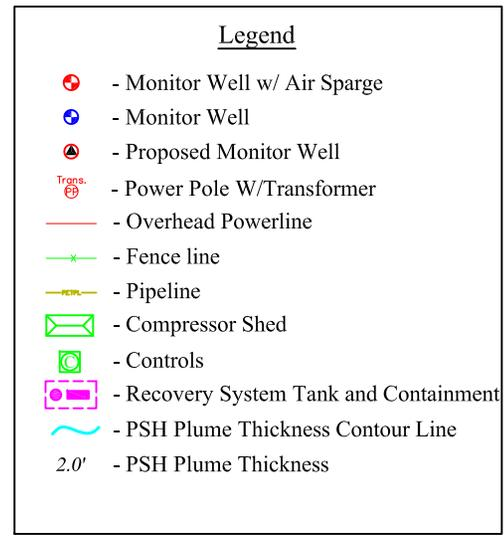 Legend
- Monitor Well w/ Air Sparge
- Monitor Well
- Proposed Monitor Well
Trans.
PP - Power Pole W/Transformer
- Overhead Powerline
x - Fence line
- Pipeline
- Compressor Shed
C - Controls
- Recovery System Tank and Containment
- PSH Plume Thickness Contour Line
2.0' - PSH Plume Thickness